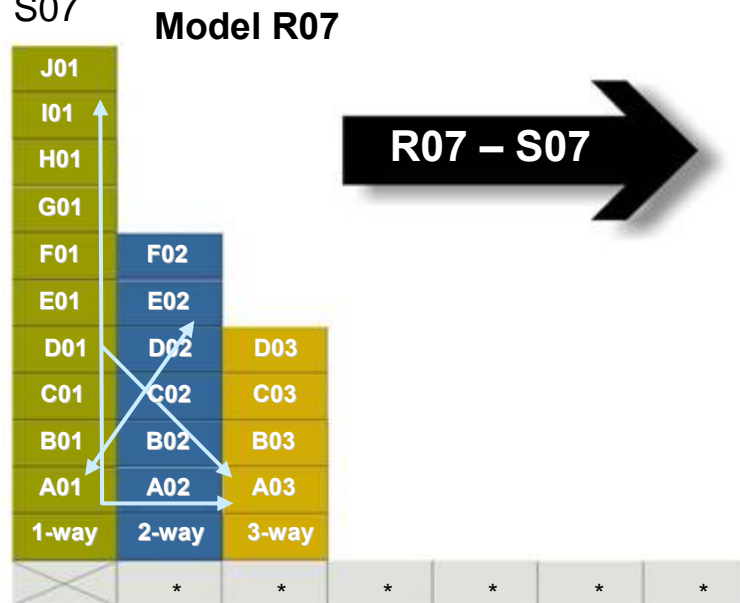 S07
Model R07
R07 – S07
J01
I01
H01
G01
F01 F02
E01 E02
D01 D02 D03
C01 C02 C03
B01 B02 B03
A01 A02 A03
1-way 2-way 3-way
* * * * * *